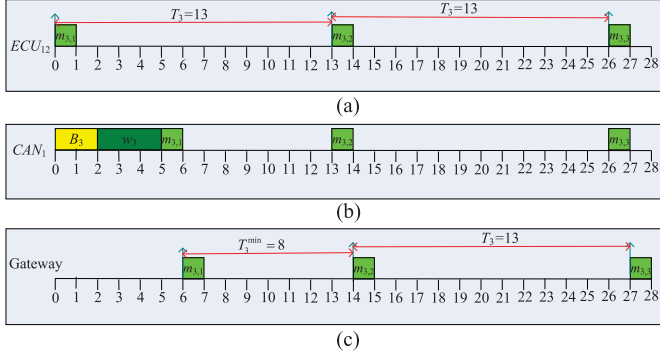 T₃=13 T₃=13
ECU₁₂ m₃,₁ m₃,₂ m₃,₃
0 1 2 3 4 5 6 7 8 9 10 11 12 13 14 15 16 17 18 19 20 21 22 23 24 25 26 27 28
(a)
CAN₁ B₃ w₃ m₃,₁ m₃,₂ m₃,₃
0 1 2 3 4 5 6 7 8 9 10 11 12 13 14 15 16 17 18 19 20 21 22 23 24 25 26 27 28
(b)
T₃ᵐⁱⁿ = 8 T₃=13
Gateway m₃,₁ m₃,₂ m₃,₃
0 1 2 3 4 5 6 7 8 9 10 11 12 13 14 15 16 17 18 19 20 21 22 23 24 25 26 27 28
(c)